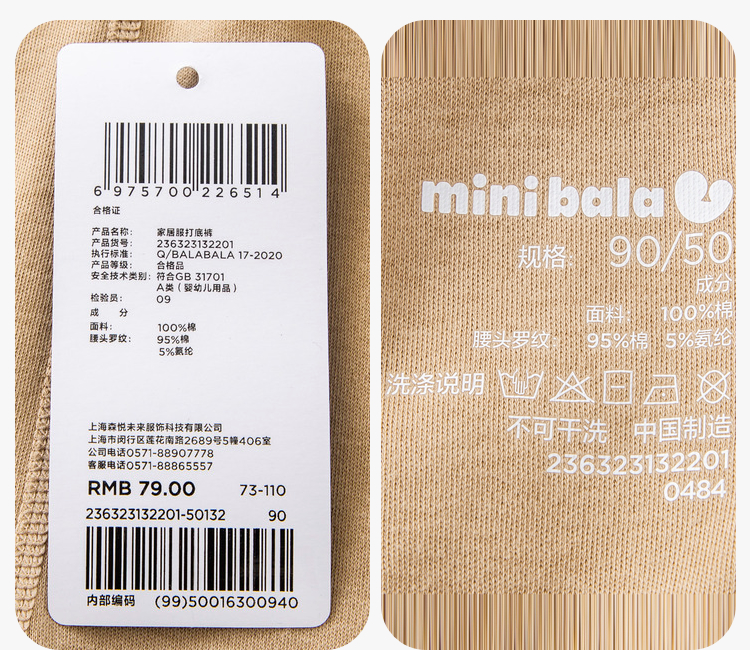 6 975700 226514
合格证
产品名称: 家居服打底裤
产品货号: 236323132201
执行标准: Q/BALABALA 17-2020
产品等级: 合格品
安全技术类别: 符合GB 31701
A类 (婴幼儿用品)
检验员: 09
成 分
面料: 100%棉
腰头罗纹: 95%棉
5%氨纶
上海森悦未来服饰科技有限公司
上海市闵行区莲花南路2689号5幢406室
公司电话0571-88907778
客服电话0571-88865557
RMB 79.00 73-110
236323132201-50132 90
内部编码 (99)50016300940
mini bala
规格: 90/50
成分
面料: 100%棉
腰头罗纹: 95%棉 5%氨纶
洗涤说明
不可干洗 中国制造
236323132201
0484